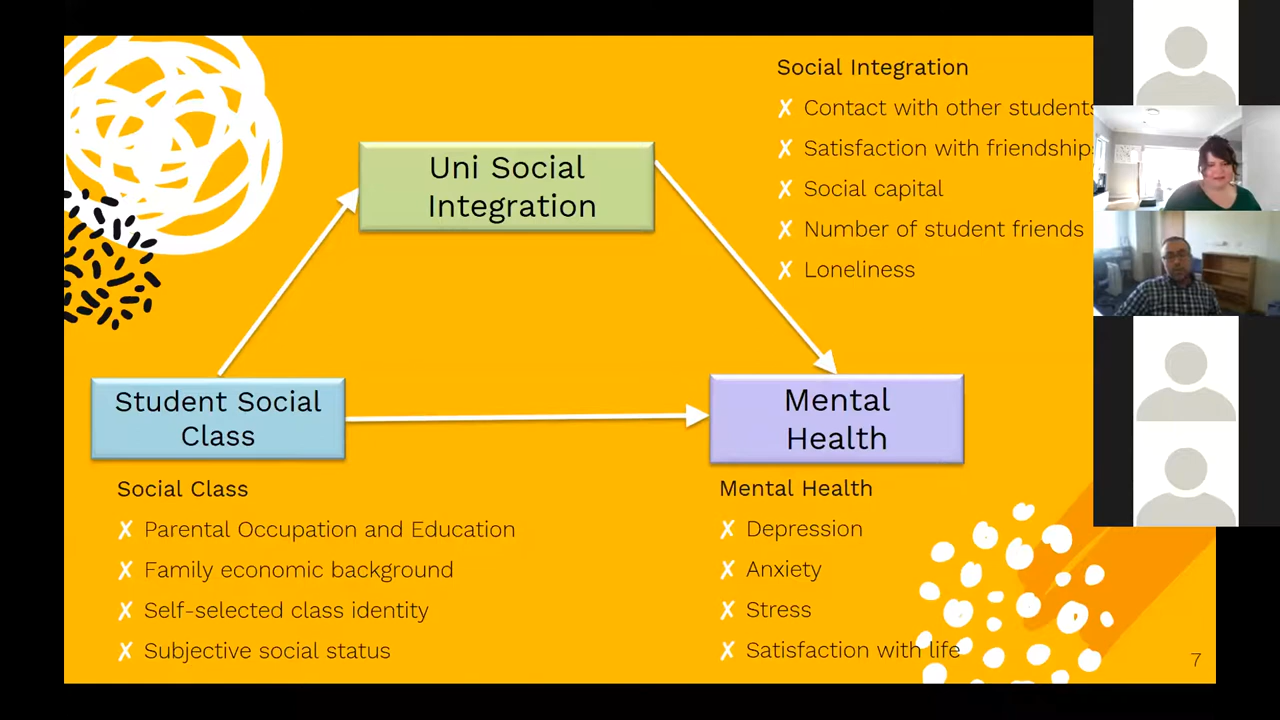 Social Integration
✗ Contact with other students
✗ Satisfaction with friendship
✗ Social capital
✗ Number of student friends
✗ Loneliness
Uni Social
Integration
Student Social
Class
Mental
Health
Social Class
✗ Parental Occupation and Education
✗ Family economic background
✗ Self-selected class identity
✗ Subjective social status
Mental Health
✗ Depression
✗ Anxiety
✗ Stress
✗ Satisfaction with life
7